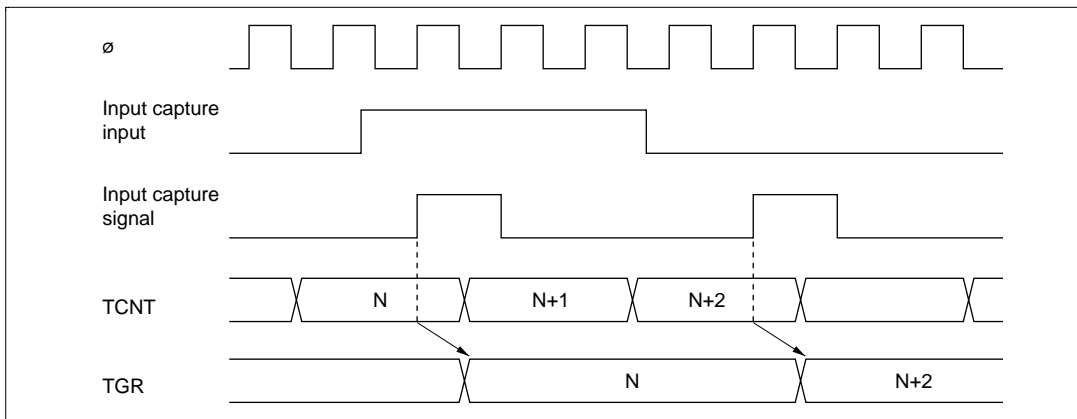 ø
Input capture
input
Input capture
signal
TCNT
N
N+1
N+2
TGR
N
N+2